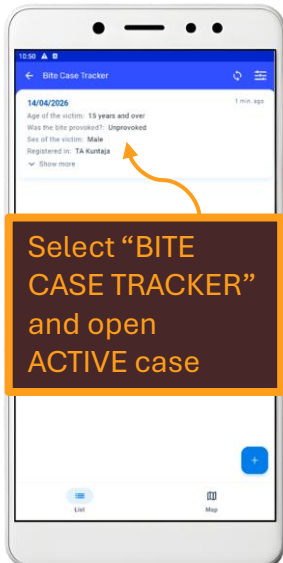 10:50
Bite Case Tracker
14/04/2026 1 min. ago
Age of the victim: 15 years and over
Was the bite provoked?: Unprovoked
Sex of the victim: Male
Registered in: TA Kuntaja
Show more
Select “BITE
CASE TRACKER”
and open
ACTIVE case
+
List Map